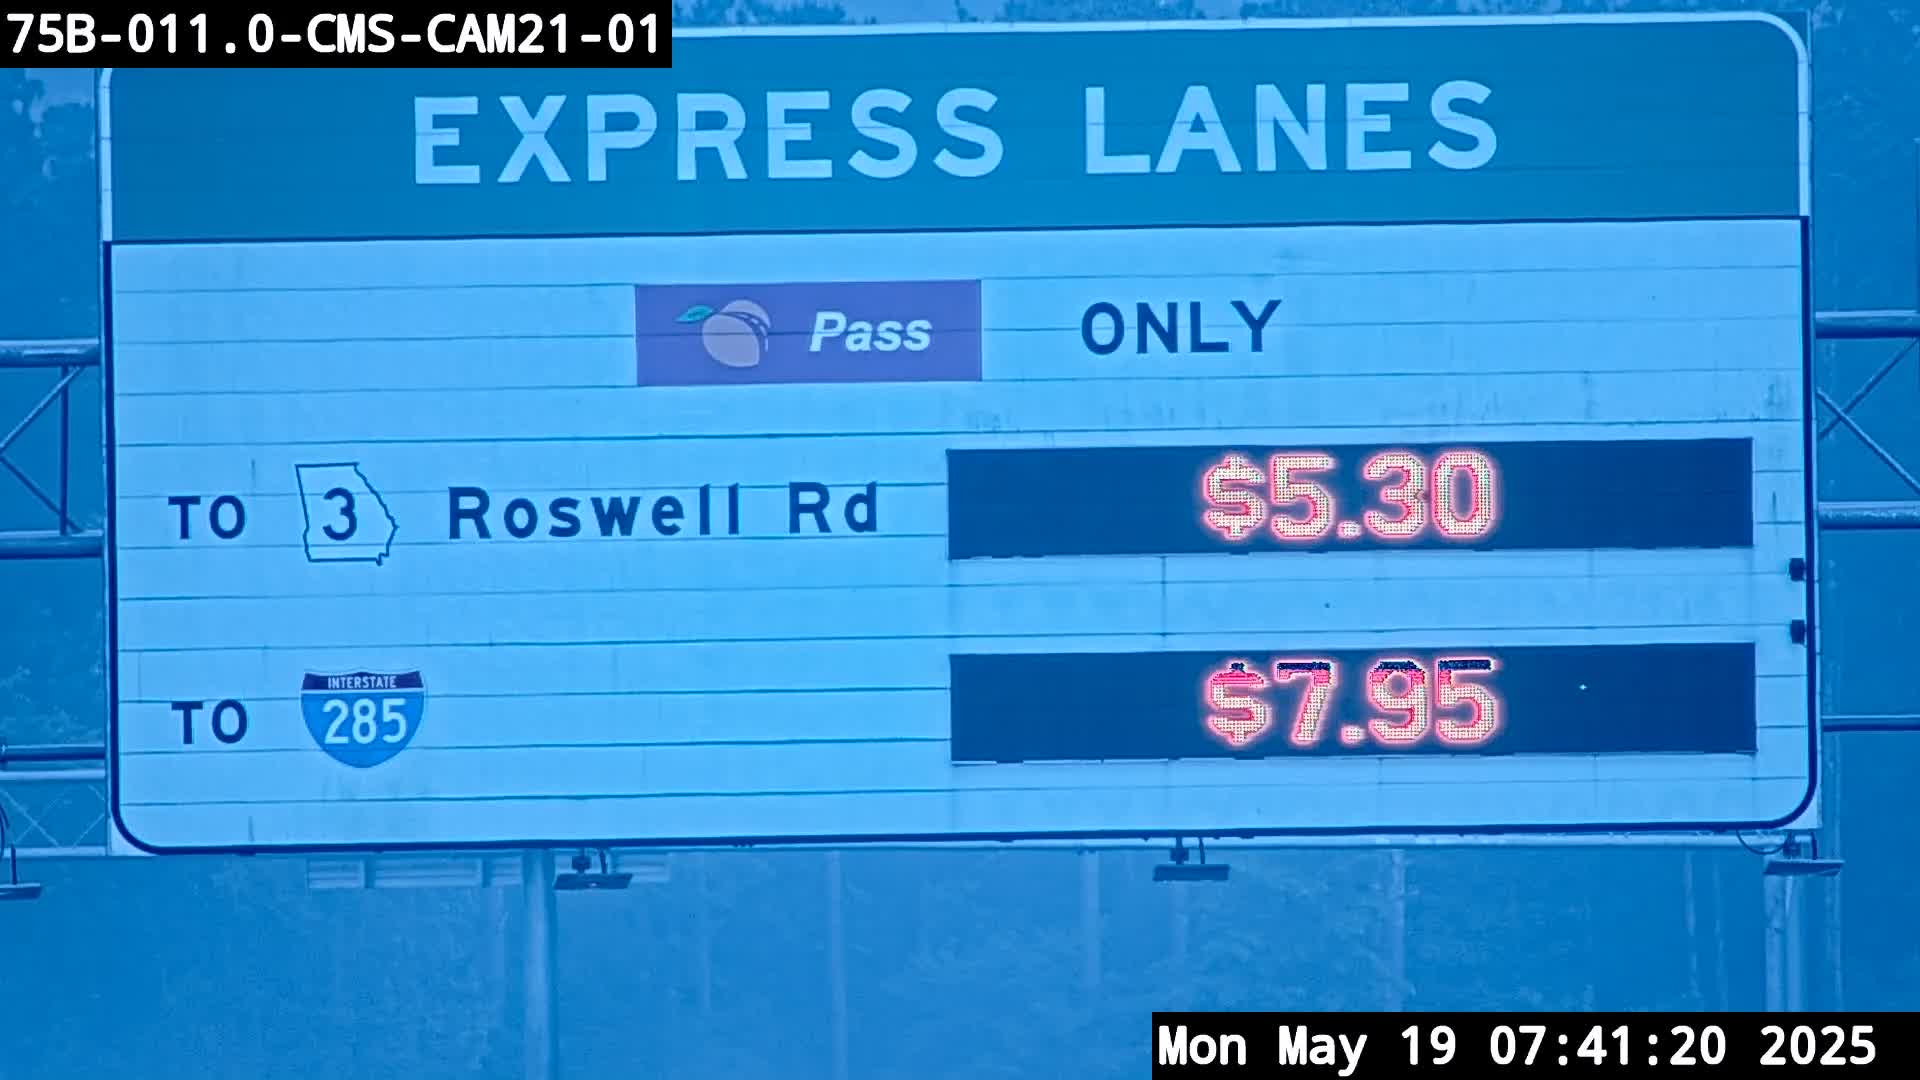 75B-011.0-CMS-CAM21-01
EXPRESS LANES
Pass ONLY
TO 3 Roswell Rd $5.30
TO INTERSTATE 285 $7.95
Mon May 19 07:41:20 2025